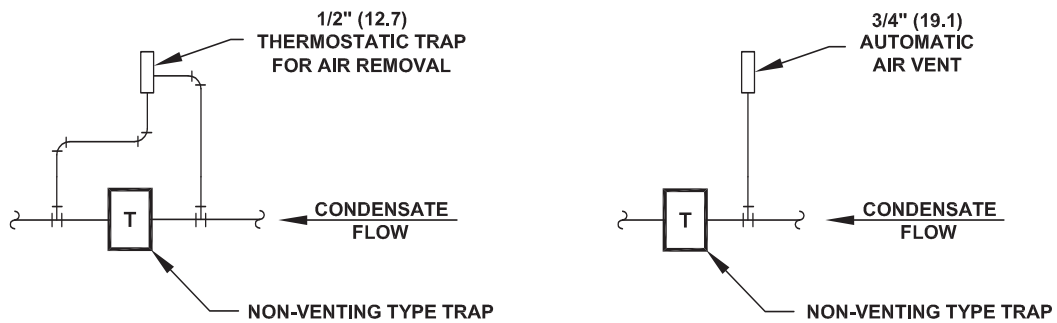 1/2" (12.7)
THERMOSTATIC TRAP
FOR AIR REMOVAL
T
CONDENSATE
FLOW
NON-VENTING TYPE TRAP
3/4" (19.1)
AUTOMATIC
AIR VENT
T
CONDENSATE
FLOW
NON-VENTING TYPE TRAP